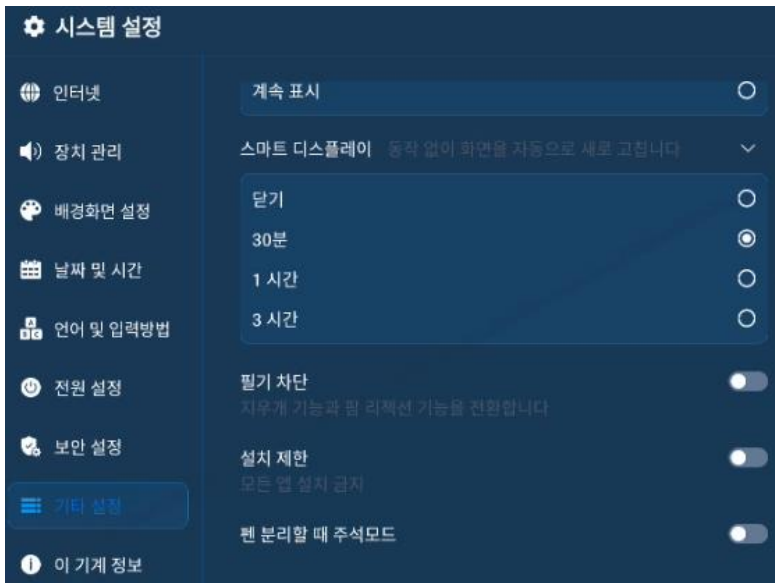 시스템 설정
인터넷
장치 관리
배경화면 설정
날짜 및 시간
언어 및 입력방법
전원 설정
보안 설정
기타 설정
이 기계 정보
계속 표시
스마트 디스플레이 동작 없이 화면을 자동으로 새로 고칩니다
닫기
30분
1 시간
3 시간
필기 차단
지우개 기능과 팜 리젝션 기능을 전환합니다
설치 제한
모든 앱 설치 금지
펜 분리할 때 주석모드